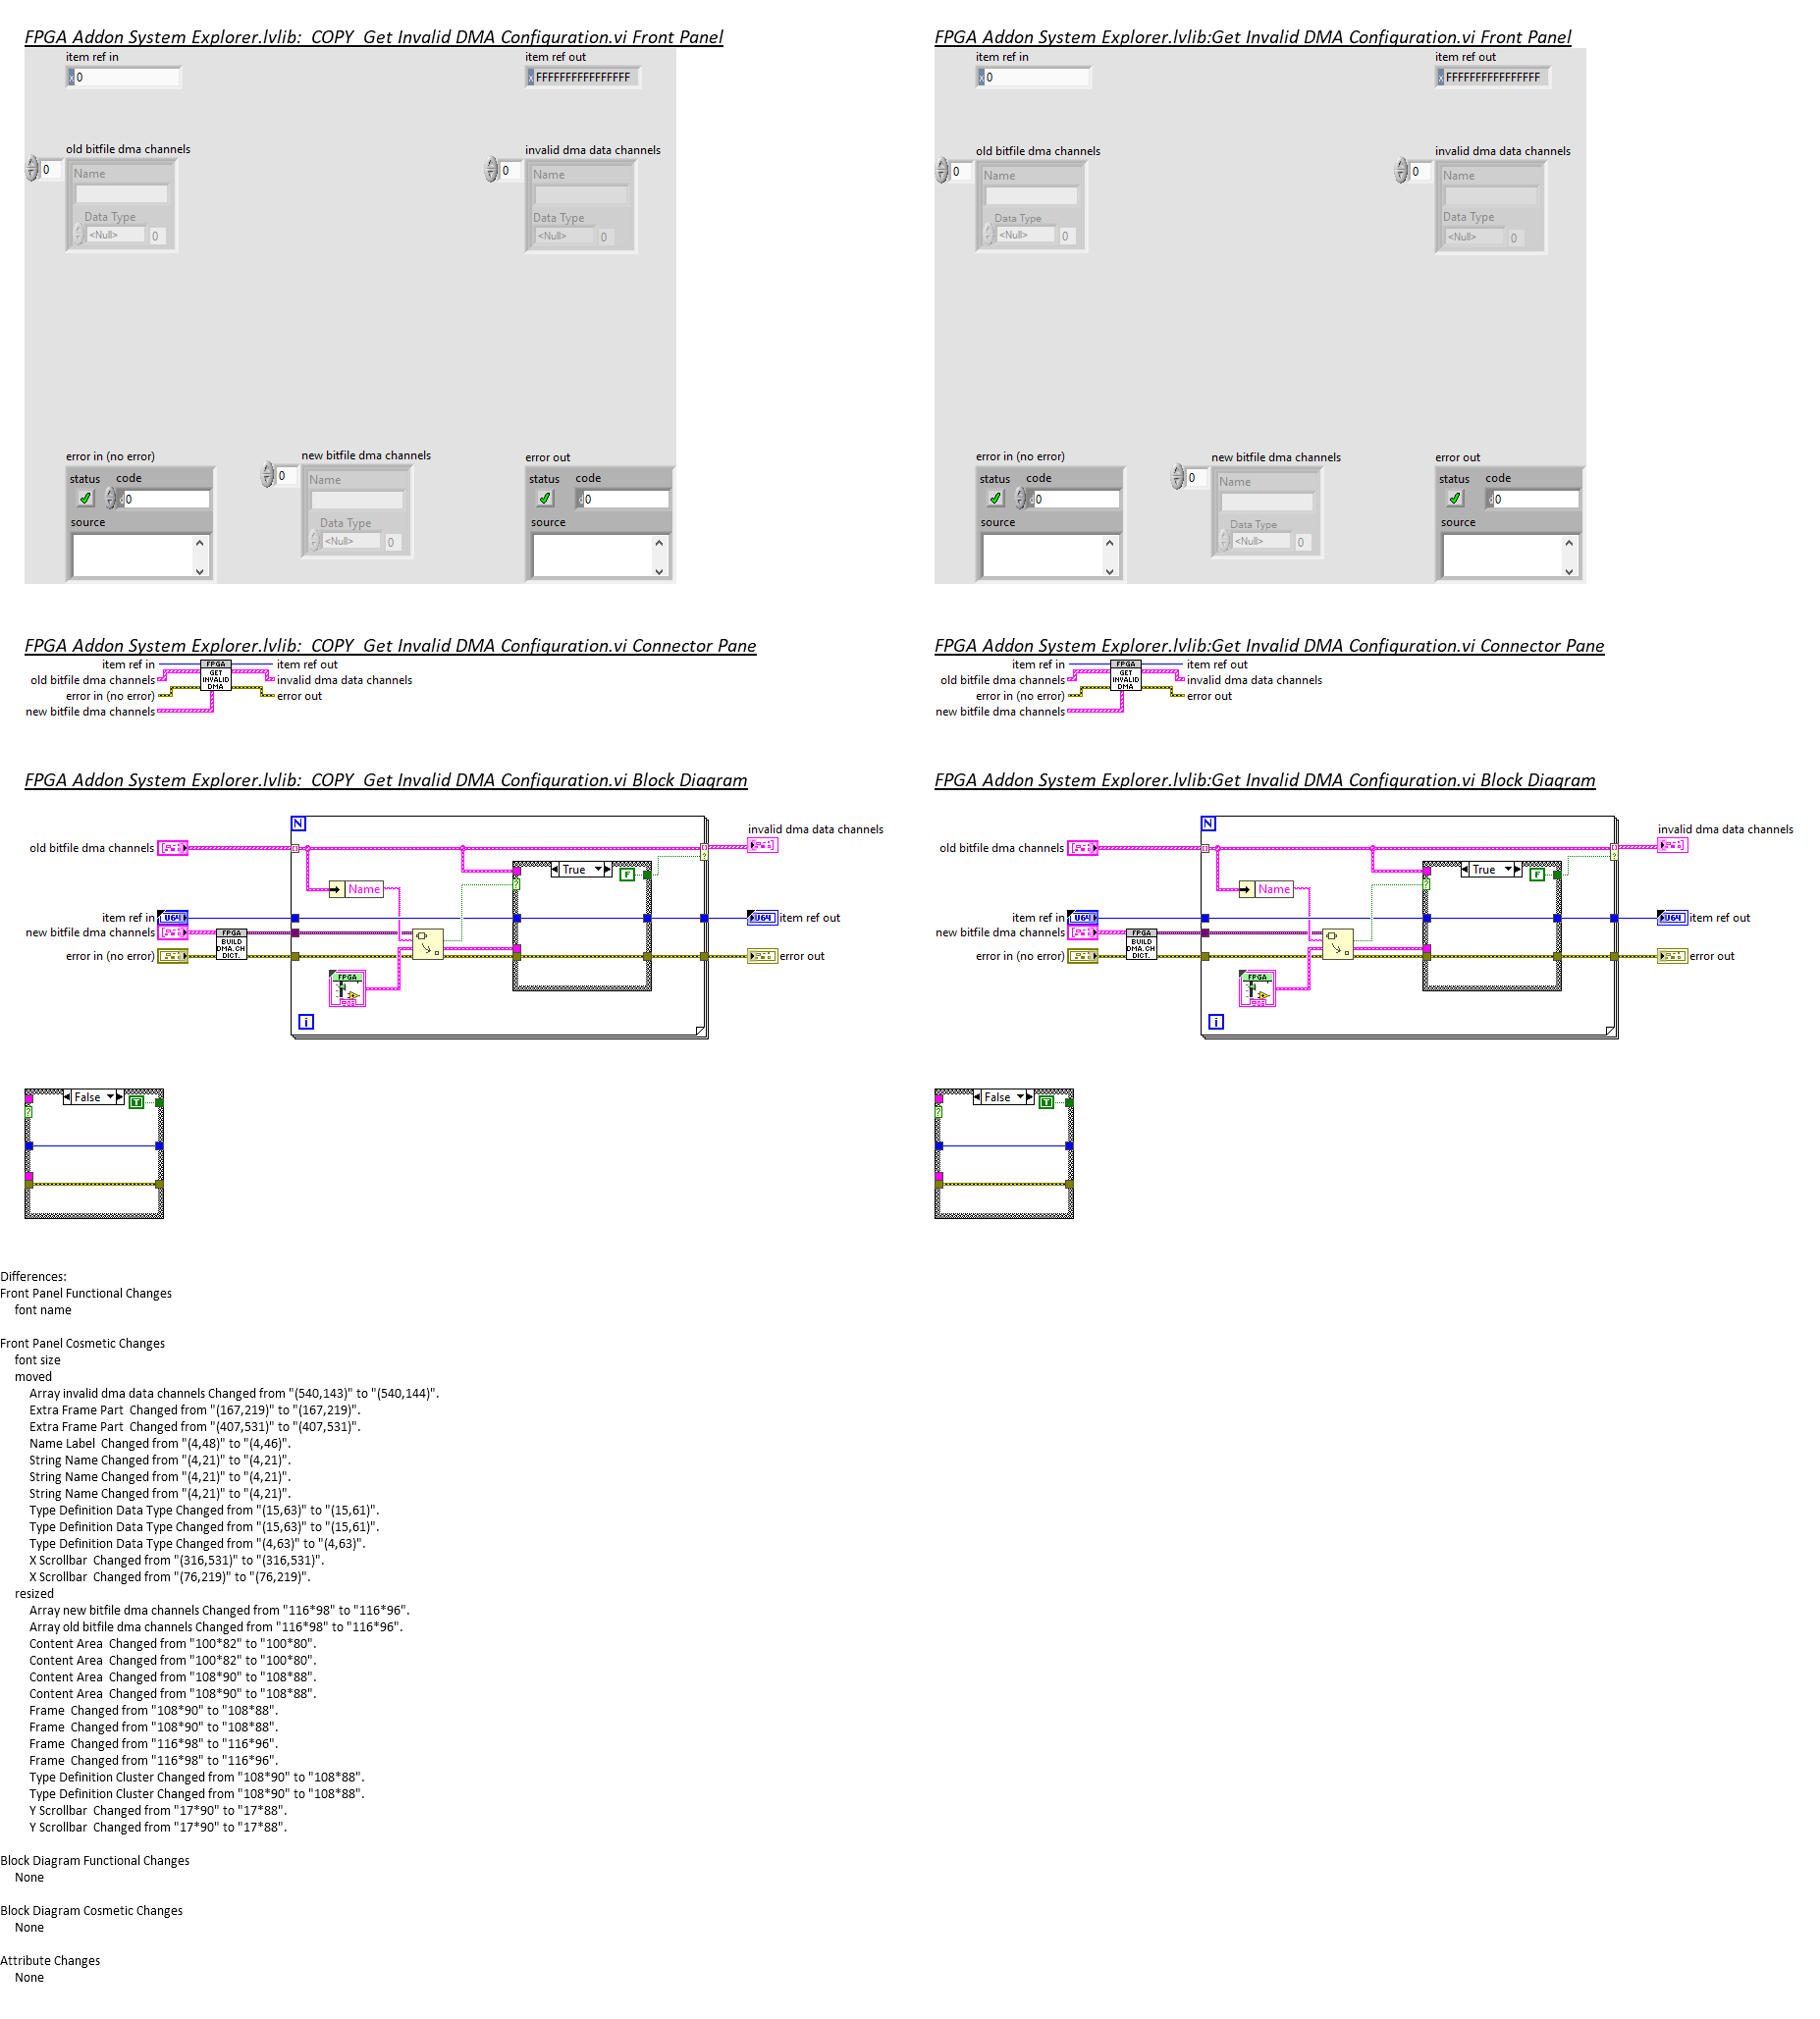 FPGA Addon System Explorer.lvlib:  COPY  Get Invalid DMA Configuration.vi Front Panel
item ref in
item ref out
x 0
x FFFFFFFFFFFFFFFF
old bitfile dma channels
invalid dma data channels
0
Name
0
Name
Data Type
<Null> 0
Data Type
<Null> 0
error in (no error)
new bitfile dma channels
error out
status code
0
Name
status code
d 0
d 0
source
Data Type
<Null> 0
source
FPGA Addon System Explorer.lvlib:Get Invalid DMA Configuration.vi Front Panel
item ref in
item ref out
x 0
x FFFFFFFFFFFFFFFF
old bitfile dma channels
invalid dma data channels
0
Name
0
Name
Data Type
<Null> 0
Data Type
<Null> 0
error in (no error)
new bitfile dma channels
error out
status code
0
Name
status code
d 0
d 0
source
Data Type
<Null> 0
source
FPGA Addon System Explorer.lvlib:  COPY  Get Invalid DMA Configuration.vi Connector Pane
item ref in
FPGA
item ref out
old bitfile dma channels
GET
INVALID
DMA
invalid dma data channels
error in (no error)
error out
new bitfile dma channels
FPGA Addon System Explorer.lvlib:Get Invalid DMA Configuration.vi Connector Pane
item ref in
FPGA
item ref out
old bitfile dma channels
GET
INVALID
DMA
invalid dma data channels
error in (no error)
error out
new bitfile dma channels
FPGA Addon System Explorer.lvlib:  COPY  Get Invalid DMA Configuration.vi Block Diagram
N
invalid dma data channels
old bitfile dma channels
True
F
?
Name
?
item ref in
U64
U64
item ref out
new bitfile dma channels
FPGA
BUILD
DMA.CH
DICT.
error in (no error)
error out
FPGA
i
False
T
?
FPGA Addon System Explorer.lvlib:Get Invalid DMA Configuration.vi Block Diagram
N
invalid dma data channels
old bitfile dma channels
True
F
?
Name
?
item ref in
U64
U64
item ref out
new bitfile dma channels
FPGA
BUILD
DMA.CH
DICT.
error in (no error)
error out
FPGA
i
False
T
?
Differences:
Front Panel Functional Changes
font name
Front Panel Cosmetic Changes
font size
moved
Array invalid dma data channels Changed from "(540,143)" to "(540,144)".
Extra Frame Part  Changed from "(167,219)" to "(167,219)".
Extra Frame Part  Changed from "(407,531)" to "(407,531)".
Name Label  Changed from "(4,48)" to "(4,46)".
String Name Changed from "(4,21)" to "(4,21)".
String Name Changed from "(4,21)" to "(4,21)".
String Name Changed from "(4,21)" to "(4,21)".
Type Definition Data Type Changed from "(15,63)" to "(15,61)".
Type Definition Data Type Changed from "(15,63)" to "(15,61)".
Type Definition Data Type Changed from "(4,63)" to "(4,63)".
X Scrollbar  Changed from "(316,531)" to "(316,531)".
X Scrollbar  Changed from "(76,219)" to "(76,219)".
resized
Array new bitfile dma channels Changed from "116*98" to "116*96".
Array old bitfile dma channels Changed from "116*98" to "116*96".
Content Area  Changed from "100*82" to "100*80".
Content Area  Changed from "100*82" to "100*80".
Content Area  Changed from "108*90" to "108*88".
Content Area  Changed from "108*90" to "108*88".
Frame  Changed from "108*90" to "108*88".
Frame  Changed from "108*90" to "108*88".
Frame  Changed from "116*98" to "116*96".
Frame  Changed from "116*98" to "116*96".
Type Definition Cluster Changed from "108*90" to "108*88".
Type Definition Cluster Changed from "108*90" to "108*88".
Y Scrollbar  Changed from "17*90" to "17*88".
Y Scrollbar  Changed from "17*90" to "17*88".
Block Diagram Functional Changes
None
Block Diagram Cosmetic Changes
None
Attribute Changes
None